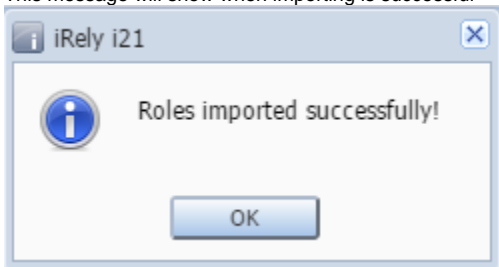 This message will show when importing is successful
iRely i21
Roles imported successfully!
OK